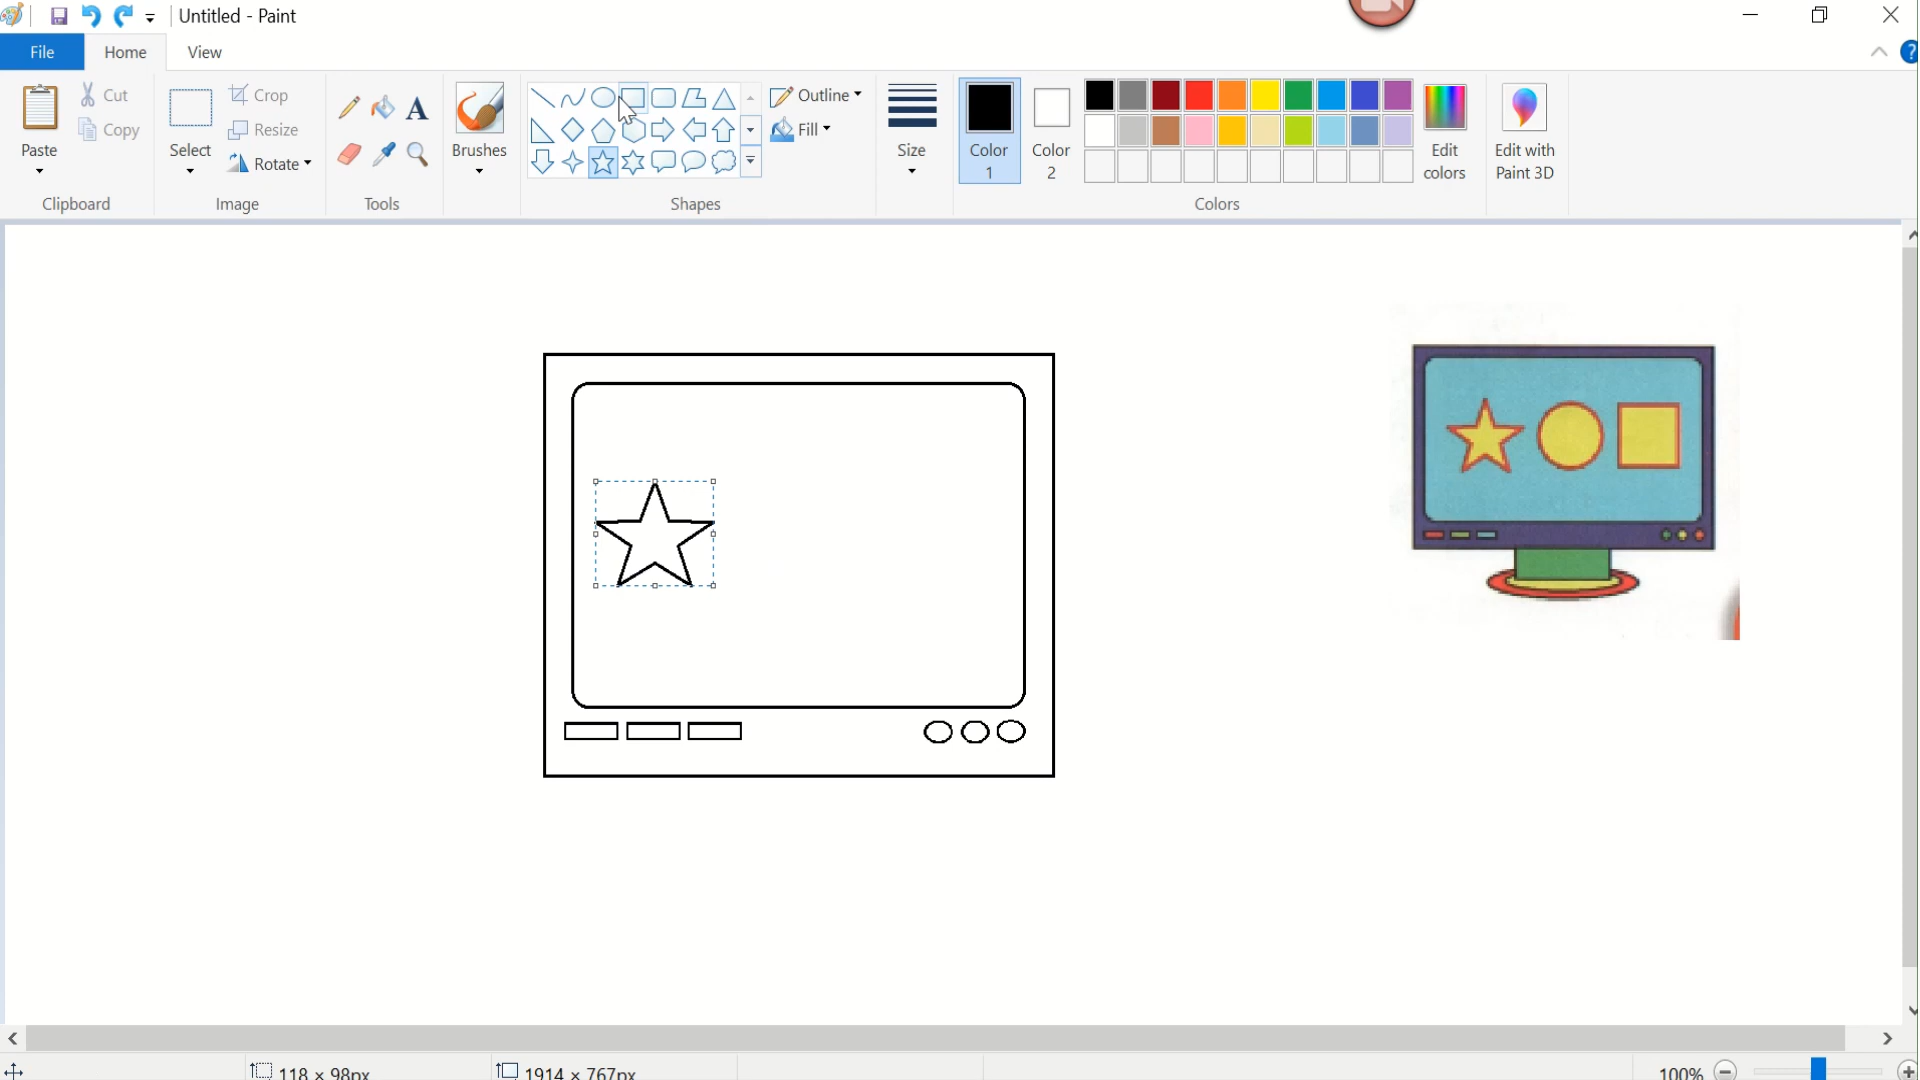 Untitled - Paint
File Home View
Paste Cut Copy Select Crop Resize Rotate A Brushes Outline Fill Size Color 1 Color 2 Edit colors Edit with Paint 3D
Clipboard Image Tools Shapes Colors
118 × 98px 1914 × 767px 100%